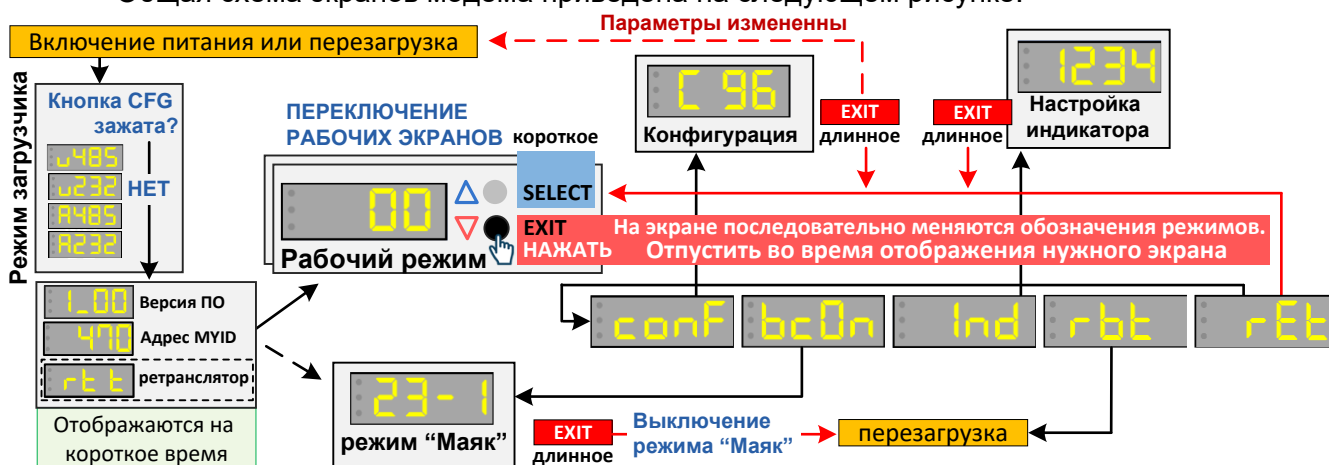 Общая схема экранов модема приведена на следующем рисунке:
Параметры измененны
Включение питания или перезагрузка
Режим загрузчика
Кнопка CFG
зажата?
u485
u232
A485
A232
НЕТ
1_00
Версия ПО
470
Адрес MYID
rtt
ретранслятор
Отображаются на
короткое время
ПЕРЕКЛЮЧЕНИЕ
РАБОЧИХ ЭКРАНОВ
короткое
00
SELECT
EXIT
НАЖАТЬ
Рабочий режим
C 96
Конфигурация
EXIT
длинное
EXIT
длинное
1234
Настройка
индикатора
На экране последовательно меняются обозначения режимов.
Отпустить во время отображения нужного экрана
conF
bc0n
Ind
rbt
rEt
23-1
режим “Маяк”
EXIT
длинное
Выключение
режима “Маяк”
перезагрузка